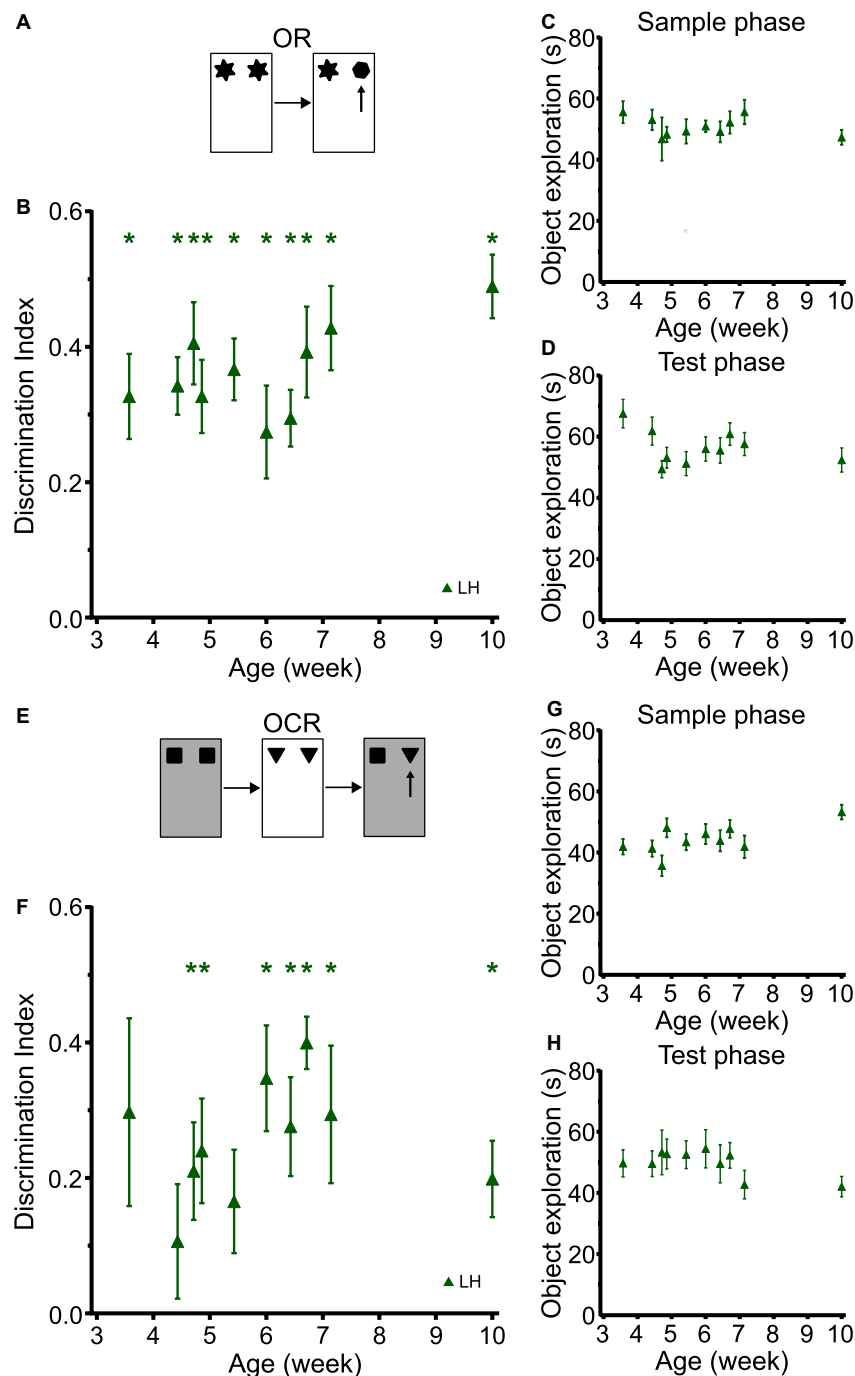 A
OR
B
0.6
0.4
0.2
0.0
Discrimination Index
* * * * * * * * * *
LH
3 4 5 6 7 8 9 10
Age (week)
C
Sample phase
80
60
40
20
0
Object exploration (s)
3 4 5 6 7 8 9 10
Age (week)
D
Test phase
80
60
40
20
0
Object exploration (s)
3 4 5 6 7 8 9 10
Age (week)
E
OCR
F
0.6
0.4
0.2
0.0
Discrimination Index
* * * * * * *
LH
3 4 5 6 7 8 9 10
Age (week)
G
Sample phase
80
60
40
20
0
Object exploration (s)
3 4 5 6 7 8 9 10
Age (week)
H
Test phase
80
60
40
20
0
Object exploration (s)
3 4 5 6 7 8 9 10
Age (week)